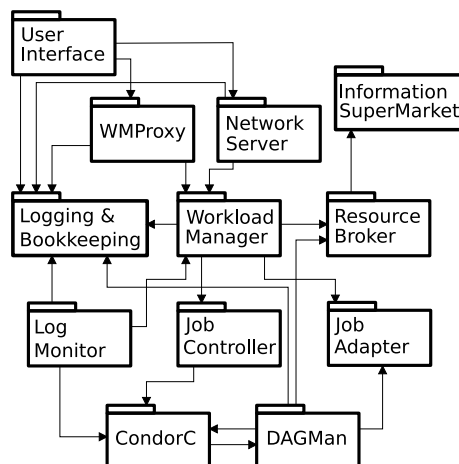 User
Interface
Information
SuperMarket
WMProxy
Network
Server
Logging &
Bookkeeping
Workload
Manager
Resource
Broker
Log
Monitor
Job
Controller
Job
Adapter
CondorC
DAGMan